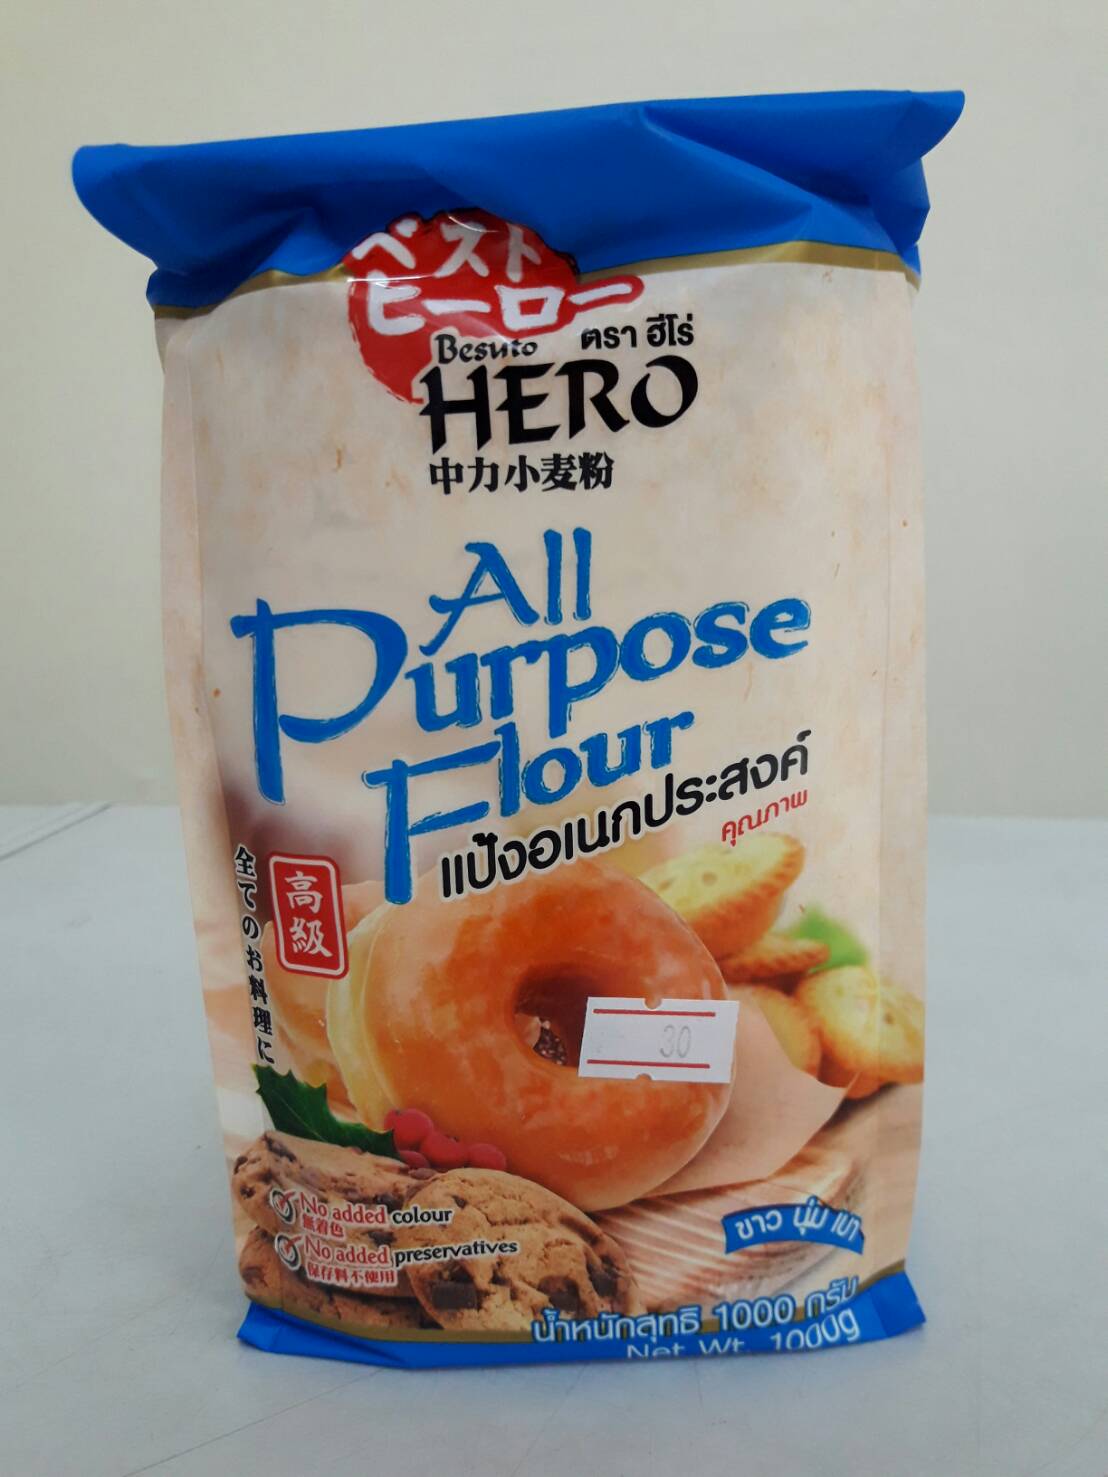 ベスト
ヒーロー
Besuto ตรา ฮีโร่
HERO
中力小麦粉
All
Purpose
Flour
แป้งอเนกประสงค์
คุณภาพ
全てのお料理に
高級
30
No added colour
無着色
No added preservatives
保存料不使用
ขาว นุ่ม เบา
น้ำหนักสุทธิ 1000 กรัม
Net Wt. 1000g